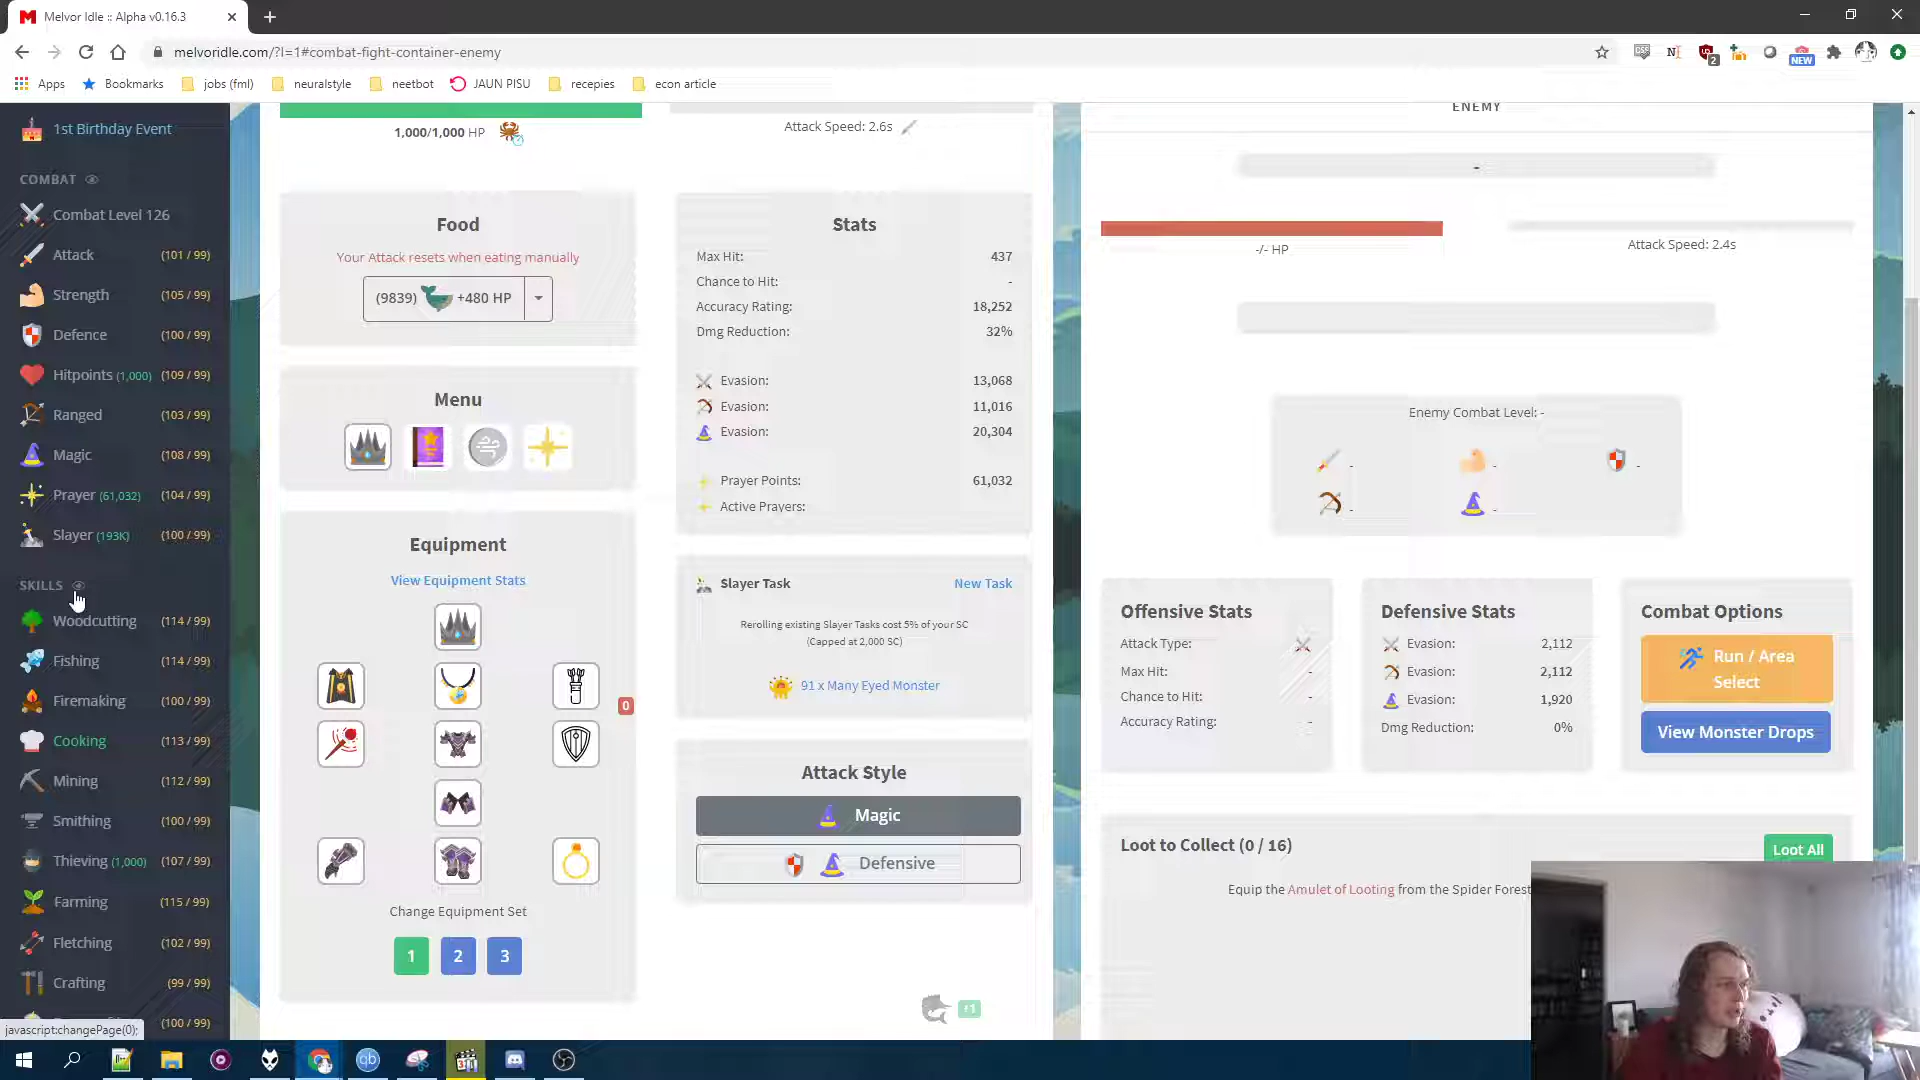 Melvor Idle :: Alpha v0.16.3
melvoridle.com/?l=1#combat-fight-container-enemy
2
NEW
Apps
Bookmarks
jobs (fml)
neuralstyle
neetbot
JAUN PISU
recepies
econ article
1st Birthday Event
COMBAT
Combat Level 126
Attack (101 / 99)
Strength (105 / 99)
Defence (100 / 99)
Hitpoints (1,000) (109 / 99)
Ranged (103 / 99)
Magic (108 / 99)
Prayer (61,032) (104 / 99)
Slayer (193K) (100 / 99)
SKILLS
Woodcutting (114 / 99)
Fishing (114 / 99)
Firemaking (100 / 99)
Cooking (113 / 99)
Mining (112 / 99)
Smithing (100 / 99)
Thieving (1,000) (107 / 99)
Farming (115 / 99)
Fletching (102 / 99)
Crafting (99 / 99)
(100 / 99)
javascript:changePage(0);
1,000/1,000 HP
Attack Speed: 2.6s
Food
Your Attack resets when eating manually
(9839) +480 HP
Menu
Equipment
View Equipment Stats
0
Change Equipment Set
1 2 3
Stats
Max Hit: 437
Chance to Hit: -
Accuracy Rating: 18,252
Dmg Reduction: 32%
Evasion: 13,068
Evasion: 11,016
Evasion: 20,304
Prayer Points: 61,032
Active Prayers:
Slayer Task New Task
Rerolling existing Slayer Tasks cost 5% of your SC
(Capped at 2,000 SC)
91 x Many Eyed Monster
Attack Style
Magic
Defensive
ENEMY
-
-/- HP
Attack Speed: 2.4s
Enemy Combat Level: -
- - -
- -
Offensive Stats
Attack Type:
Max Hit: -
Chance to Hit: -
Accuracy Rating: -
Defensive Stats
Evasion: 2,112
Evasion: 2,112
Evasion: 1,920
Dmg Reduction: 0%
Combat Options
Run / Area
Select
View Monster Drops
Loot to Collect (0 / 16)
Loot All
Equip the Amulet of Looting from the Spider Forest